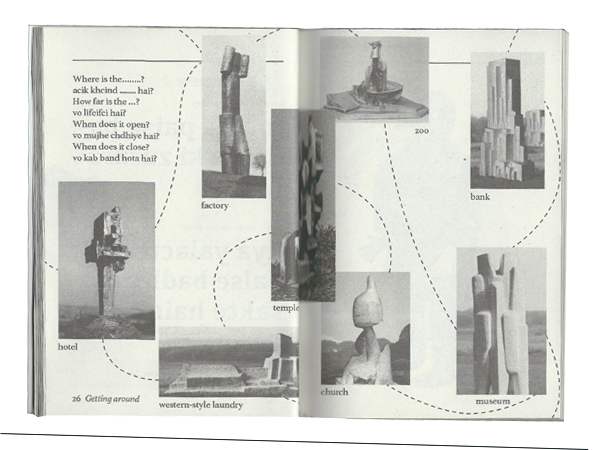 Where is the........?
acik khcind ....... hai?
How far is the ...?
vo lifeifci hai?
When does it open?
vo mujhe chdhiye hai?
When does it close?
vo kab band hota hai?
factory
zoo
bank
temple
hotel
western-style laundry
church
museum
26 Getting around